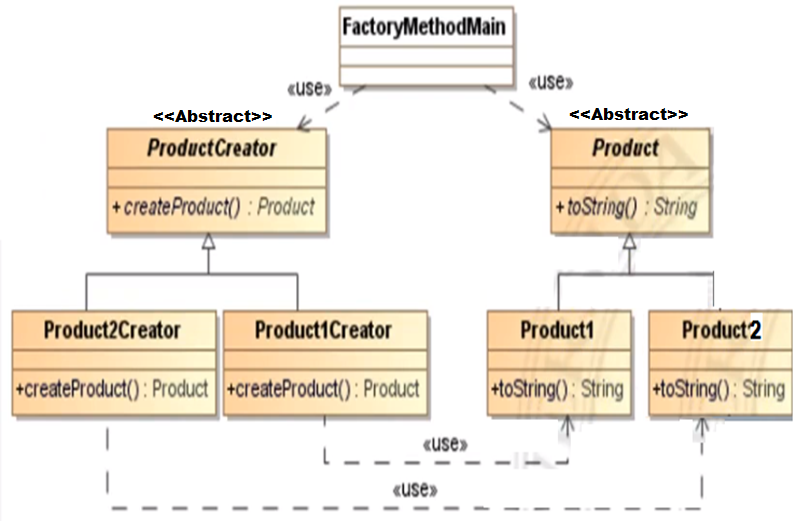 FactoryMethodMain
«use»
«use»
<<Abstract>>
<<Abstract>>
ProductCreator
Product
+ createProduct() : Product
+ toString() : String
Product2Creator
Product1Creator
Product1
Product2
+createProduct() : Product
+createProduct() : Product
+toString() : String
+toString() : String
«use»
«use»